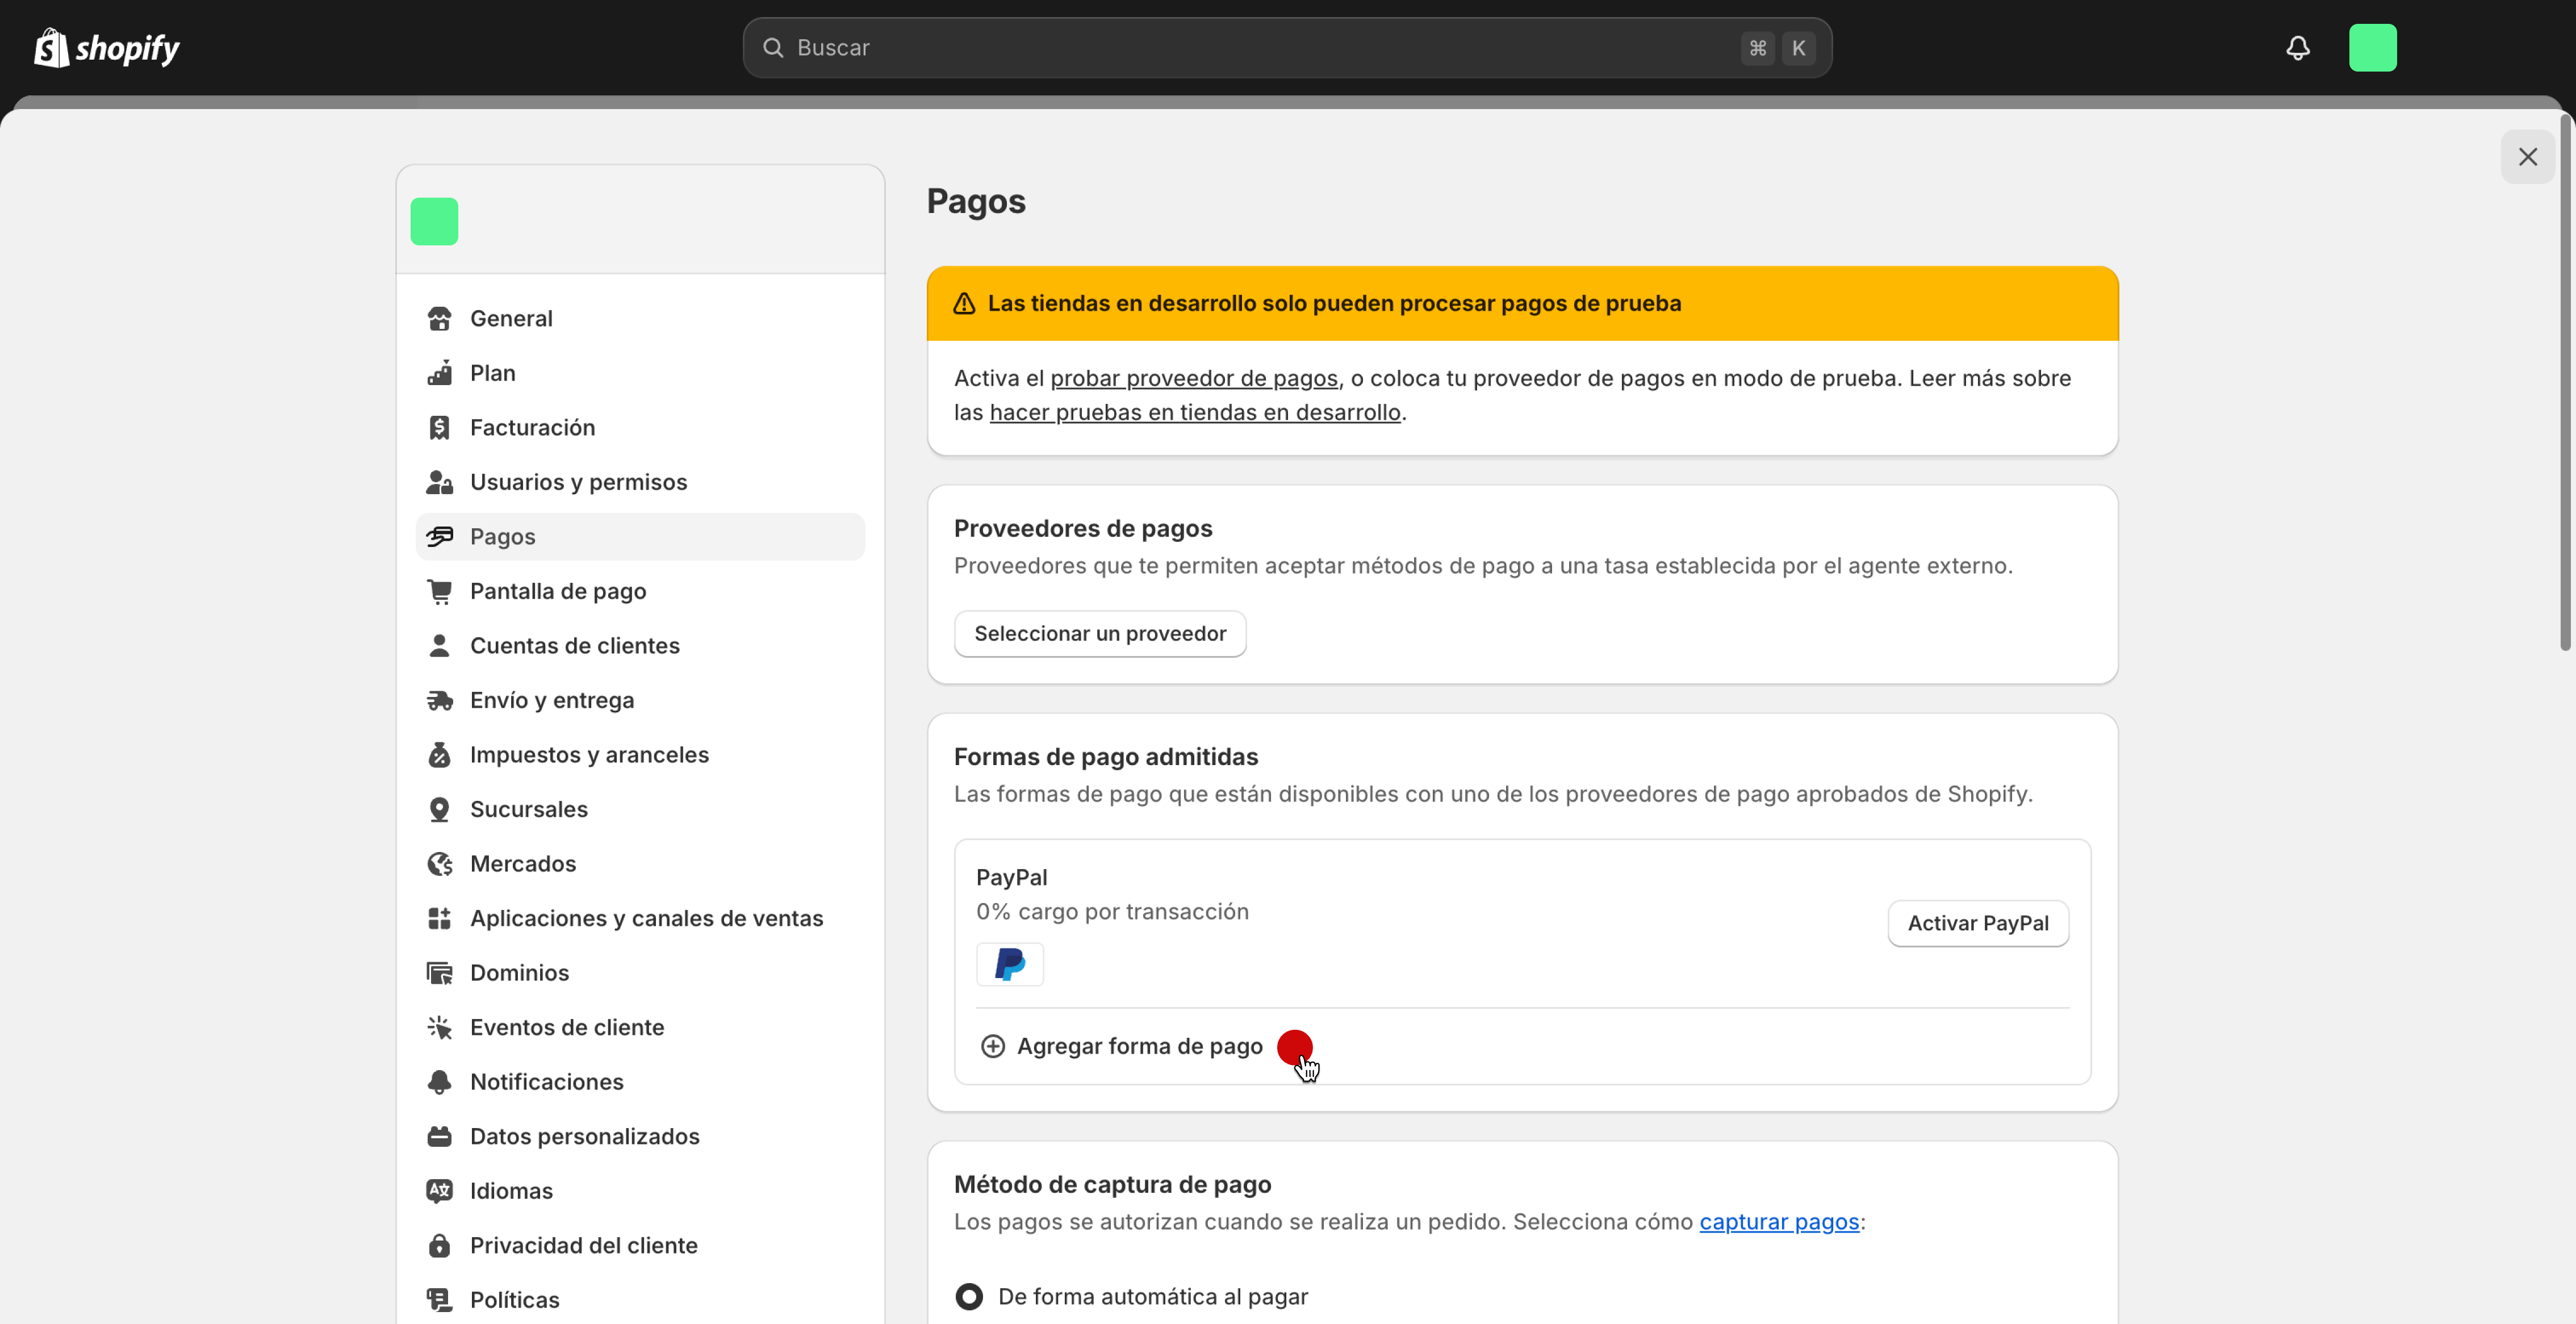 shopify
Buscar
⌘ K
Pagos
General
Plan
Facturación
Usuarios y permisos
Pagos
Pantalla de pago
Cuentas de clientes
Envío y entrega
Impuestos y aranceles
Sucursales
Mercados
Aplicaciones y canales de ventas
Dominios
Eventos de cliente
Notificaciones
Datos personalizados
Idiomas
Privacidad del cliente
Políticas
Las tiendas en desarrollo solo pueden procesar pagos de prueba
Activa el probar proveedor de pagos, o coloca tu proveedor de pagos en modo de prueba. Leer más sobre
las hacer pruebas en tiendas en desarrollo.
Proveedores de pagos
Proveedores que te permiten aceptar métodos de pago a una tasa establecida por el agente externo.
Seleccionar un proveedor
Formas de pago admitidas
Las formas de pago que están disponibles con uno de los proveedores de pago aprobados de Shopify.
PayPal
0% cargo por transacción
Activar PayPal
Agregar forma de pago
Método de captura de pago
Los pagos se autorizan cuando se realiza un pedido. Selecciona cómo capturar pagos:
De forma automática al pagar